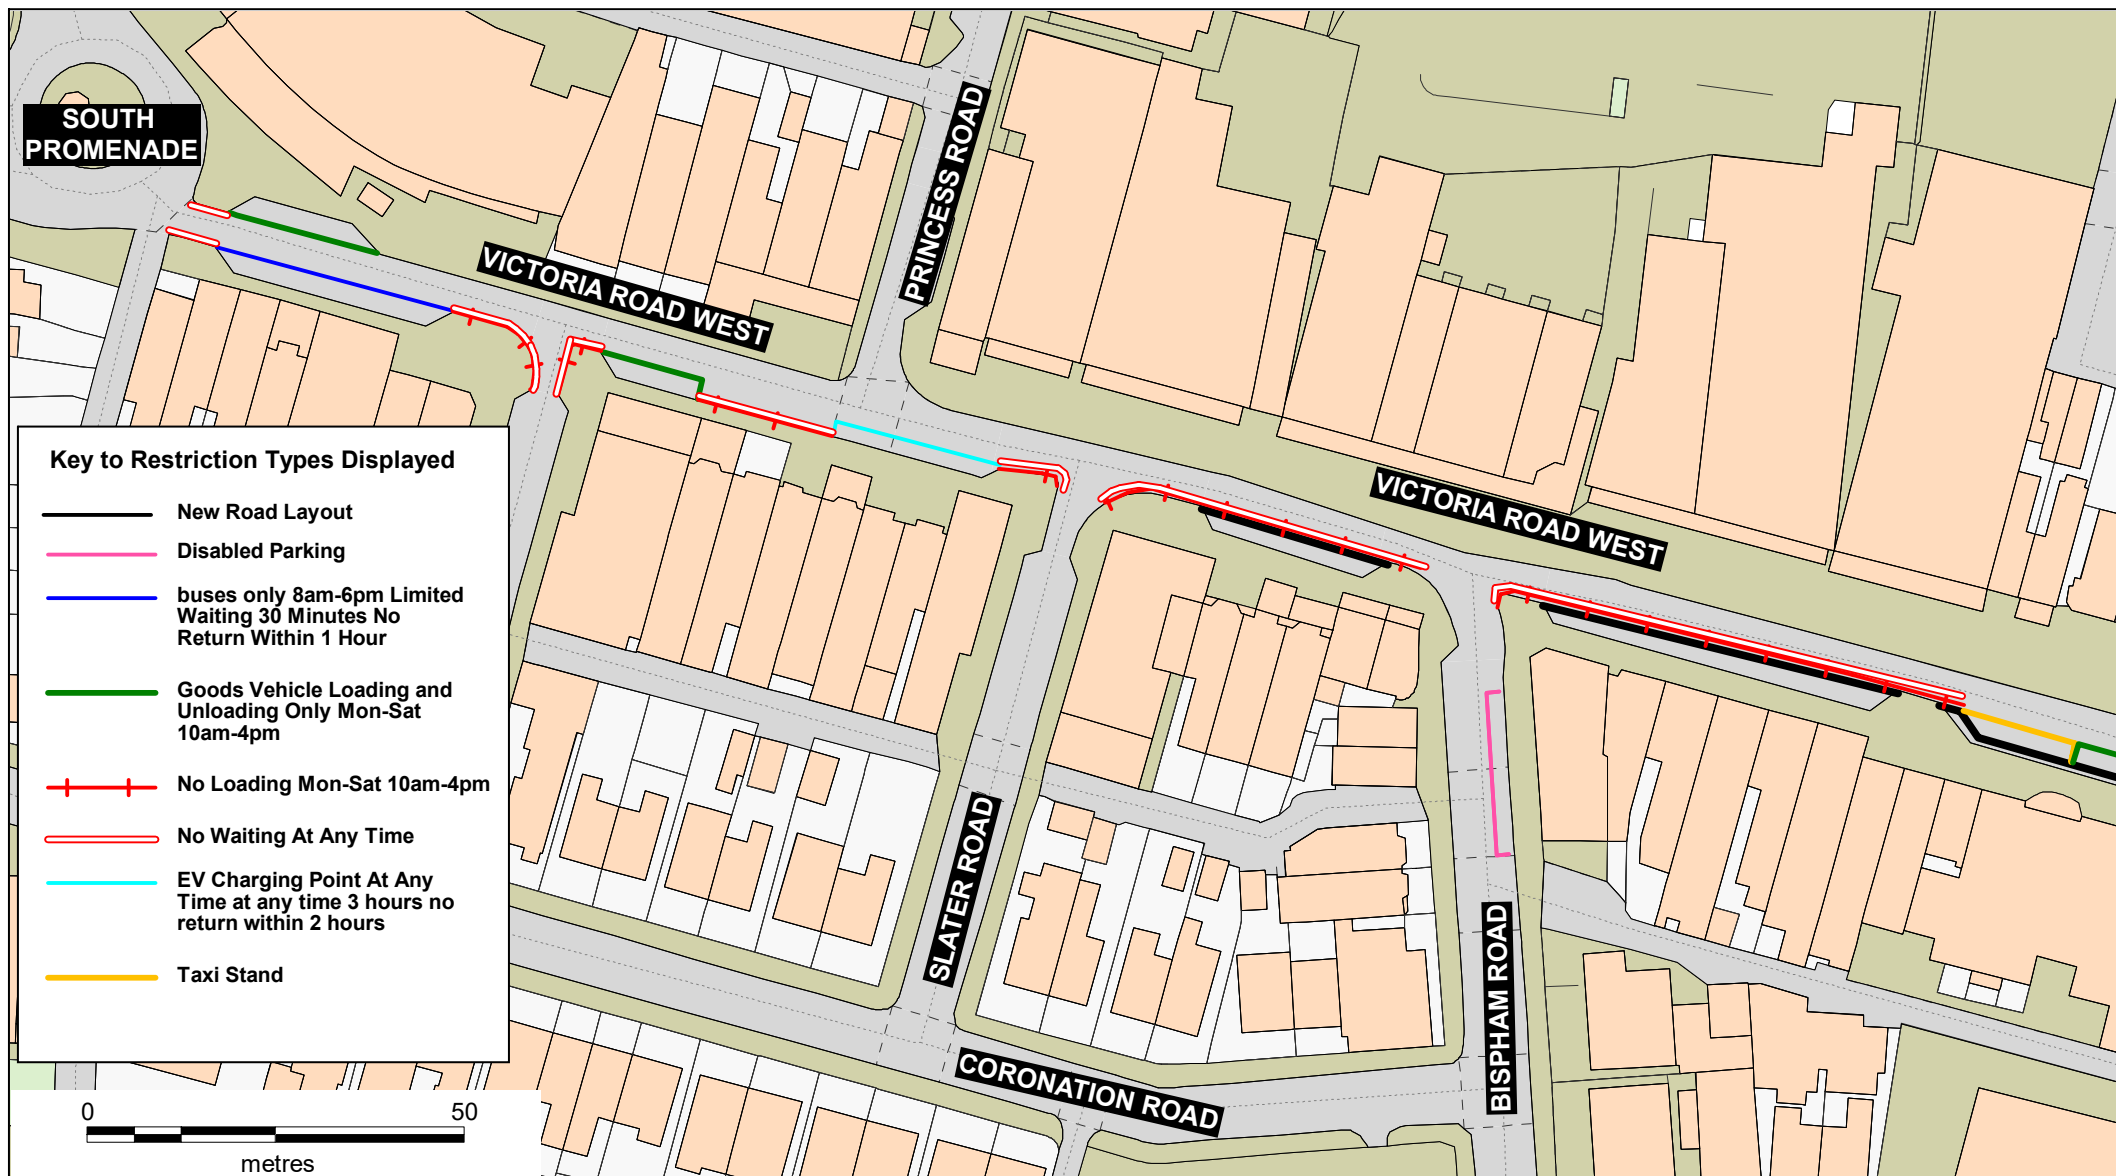 SOUTH
PROMENADE
PRINCESS ROAD
VICTORIA ROAD WEST
VICTORIA ROAD WEST
Key to Restriction Types Displayed
New Road Layout
Disabled Parking
buses only 8am-6pm Limited
Waiting 30 Minutes No
Return Within 1 Hour
Goods Vehicle Loading and
Unloading Only Mon-Sat
10am-4pm
No Loading Mon-Sat 10am-4pm
No Waiting At Any Time
EV Charging Point At Any
Time at any time 3 hours no
return within 2 hours
Taxi Stand
SLATER ROAD
BISPHAM ROAD
CORONATION ROAD
0 50
metres